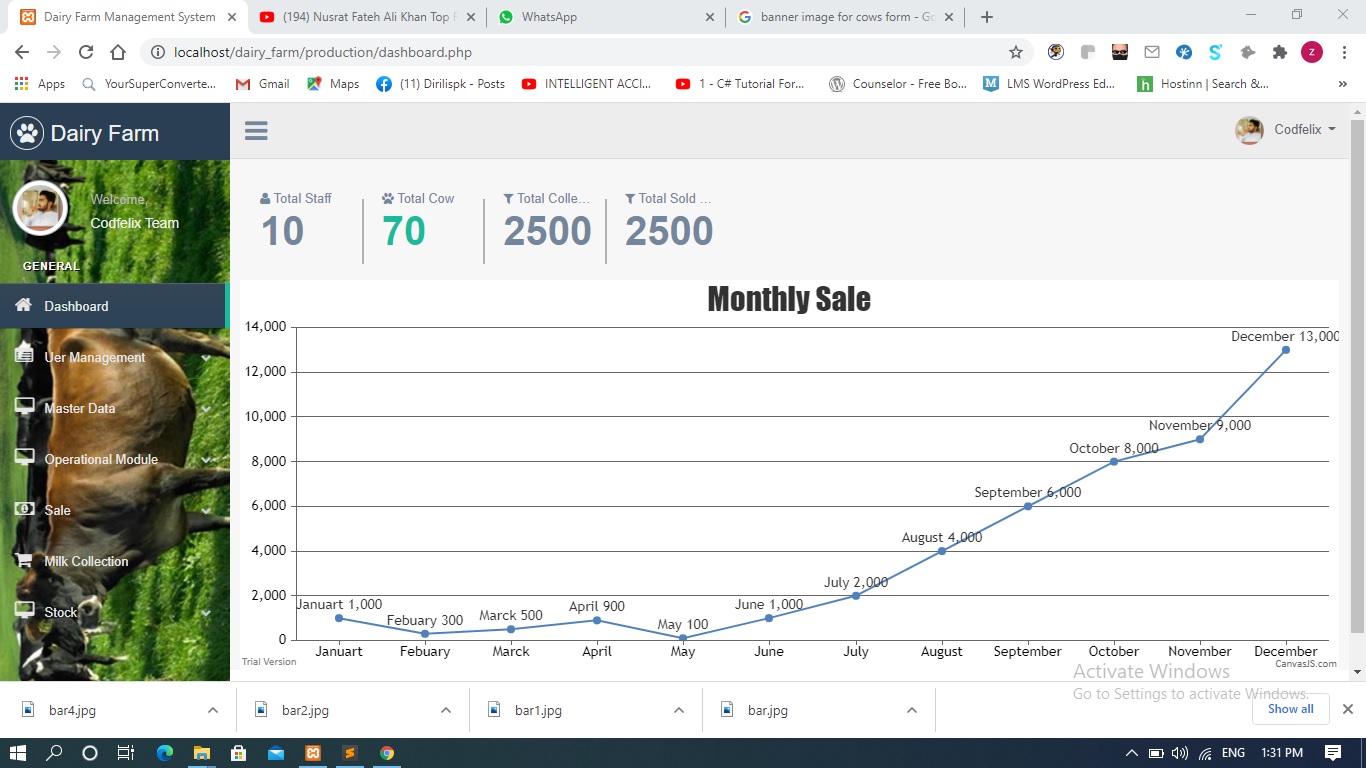 Dairy Farm Management System
(194) Nusrat Fateh Ali Khan Top
WhatsApp
banner image for cows form - Go
localhost/dairy_farm/production/dashboard.php
z
Apps
YourSuperConverte...
Gmail
Maps
(11) Dirilispk - Posts
INTELLIGENT ACCI...
1 - C# Tutorial For...
Counselor - Free Bo...
LMS WordPress Ed...
Hostinn | Search &...
Dairy Farm
Codfelix
Welcome,
Codfelix Team
GENERAL
Dashboard
Uer Management
Master Data
Operational Module
Sale
Milk Collection
Stock
Total Staff
10
Total Cow
70
Total Colle...
2500
Total Sold ...
2500
Monthly Sale
14,000
12,000
10,000
8,000
6,000
4,000
2,000
0
Januart 1,000
Febuary 300
Marck 500
April 900
May 100
June 1,000
July 2,000
August 4,000
September 6,000
October 8,000
November 9,000
December 13,000
Januart
Febuary
Marck
April
May
June
July
August
September
October
November
December
Trial Version
CanvasJS.com
Activate Windows
Go to Settings to activate Windows.
bar4.jpg
bar2.jpg
bar1.jpg
bar.jpg
Show all
ENG
1:31 PM